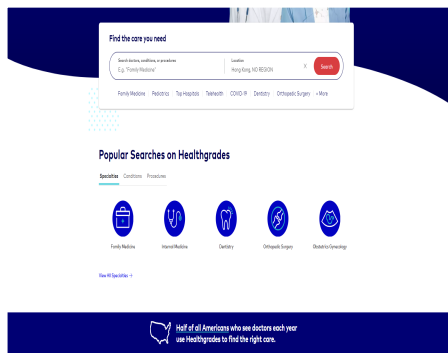 Find the care you need
Search doctors, conditions, or procedures
Location
E.g. "Family Medicine"
Hong Kong, NO REGION
X
Search
Family Medicine Pediatrics Top Hospitals Telehealth COVID-19 Dentistry Orthopedic Surgery + More
Popular Searches on Healthgrades
Specialties Conditions Procedures
Family Medicine
Internal Medicine
Dentistry
Orthopedic Surgery
Obstetrics Gynecology
View All Specialties →
Half of all Americans who see doctors each year
use Healthgrades to find the right care.